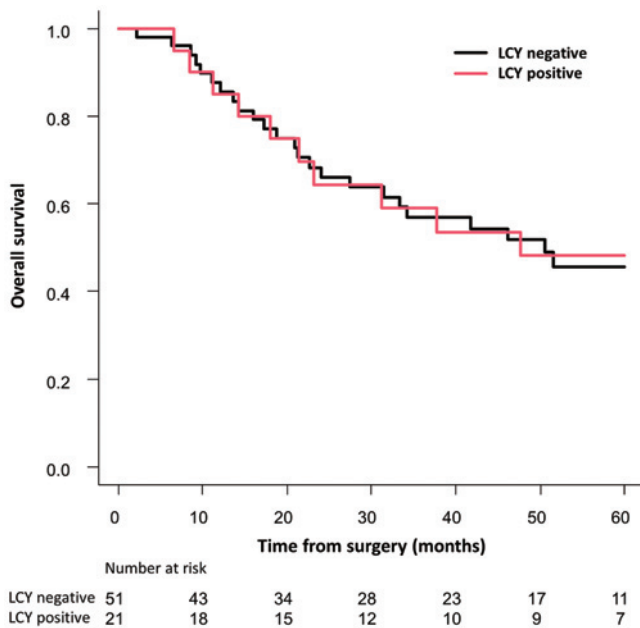 1.0
0.8
0.6
0.4
0.2
0.0
Overall survival
LCY negative
LCY positive
0 10 20 30 40 50 60
Time from surgery (months)
Number at risk
LCY negative 51 43 34 28 23 17 11
LCY positive 21 18 15 12 10 9 7